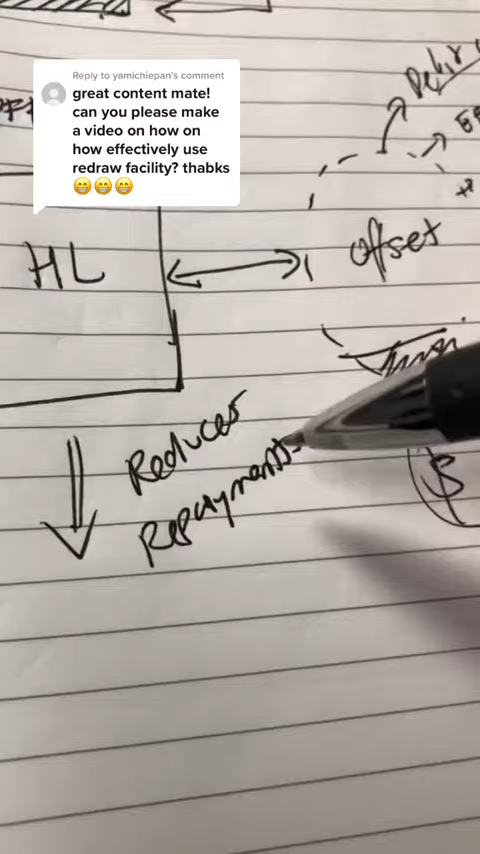 Reply to yamichiepan's comment
great content mate!
can you please make
a video on how on
how effectively use
redraw facility? thabks
😁😁😁
HL
offset
Reduces
Repayments
$